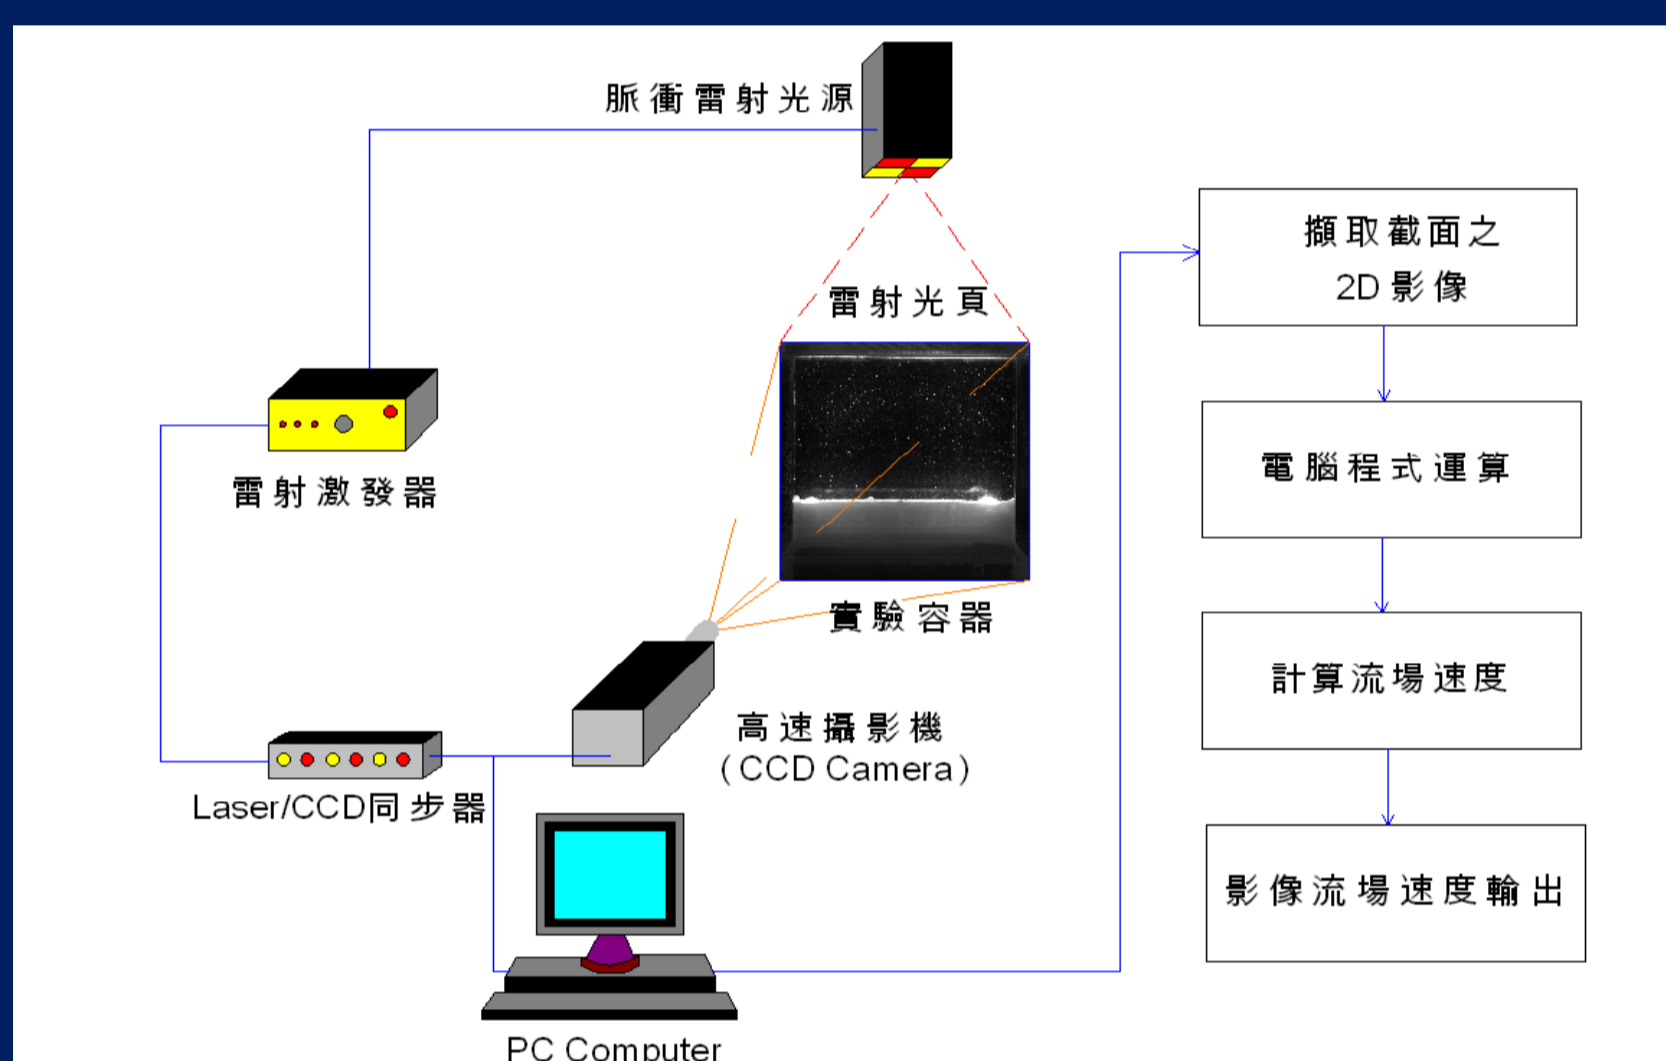 脈衝雷射光源
雷射光頁
雷射激發器
實驗容器
高速攝影機
(CCD Camera)
Laser/CCD同步器
PC Computer
擷取截面之
2D影像
電腦程式運算
計算流場速度
影像流場速度輸出